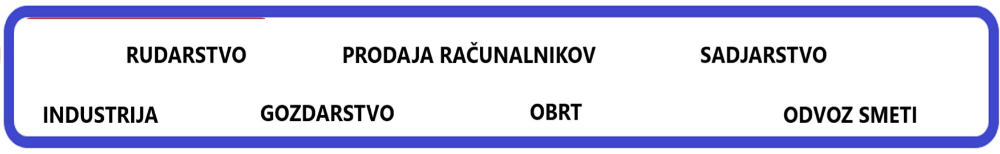 RUDARSTVO PRODAJA RAČUNALNIKOV SADJARSTVO
INDUSTRIJA GOZDARSTVO OBRT ODVOZ SMETI